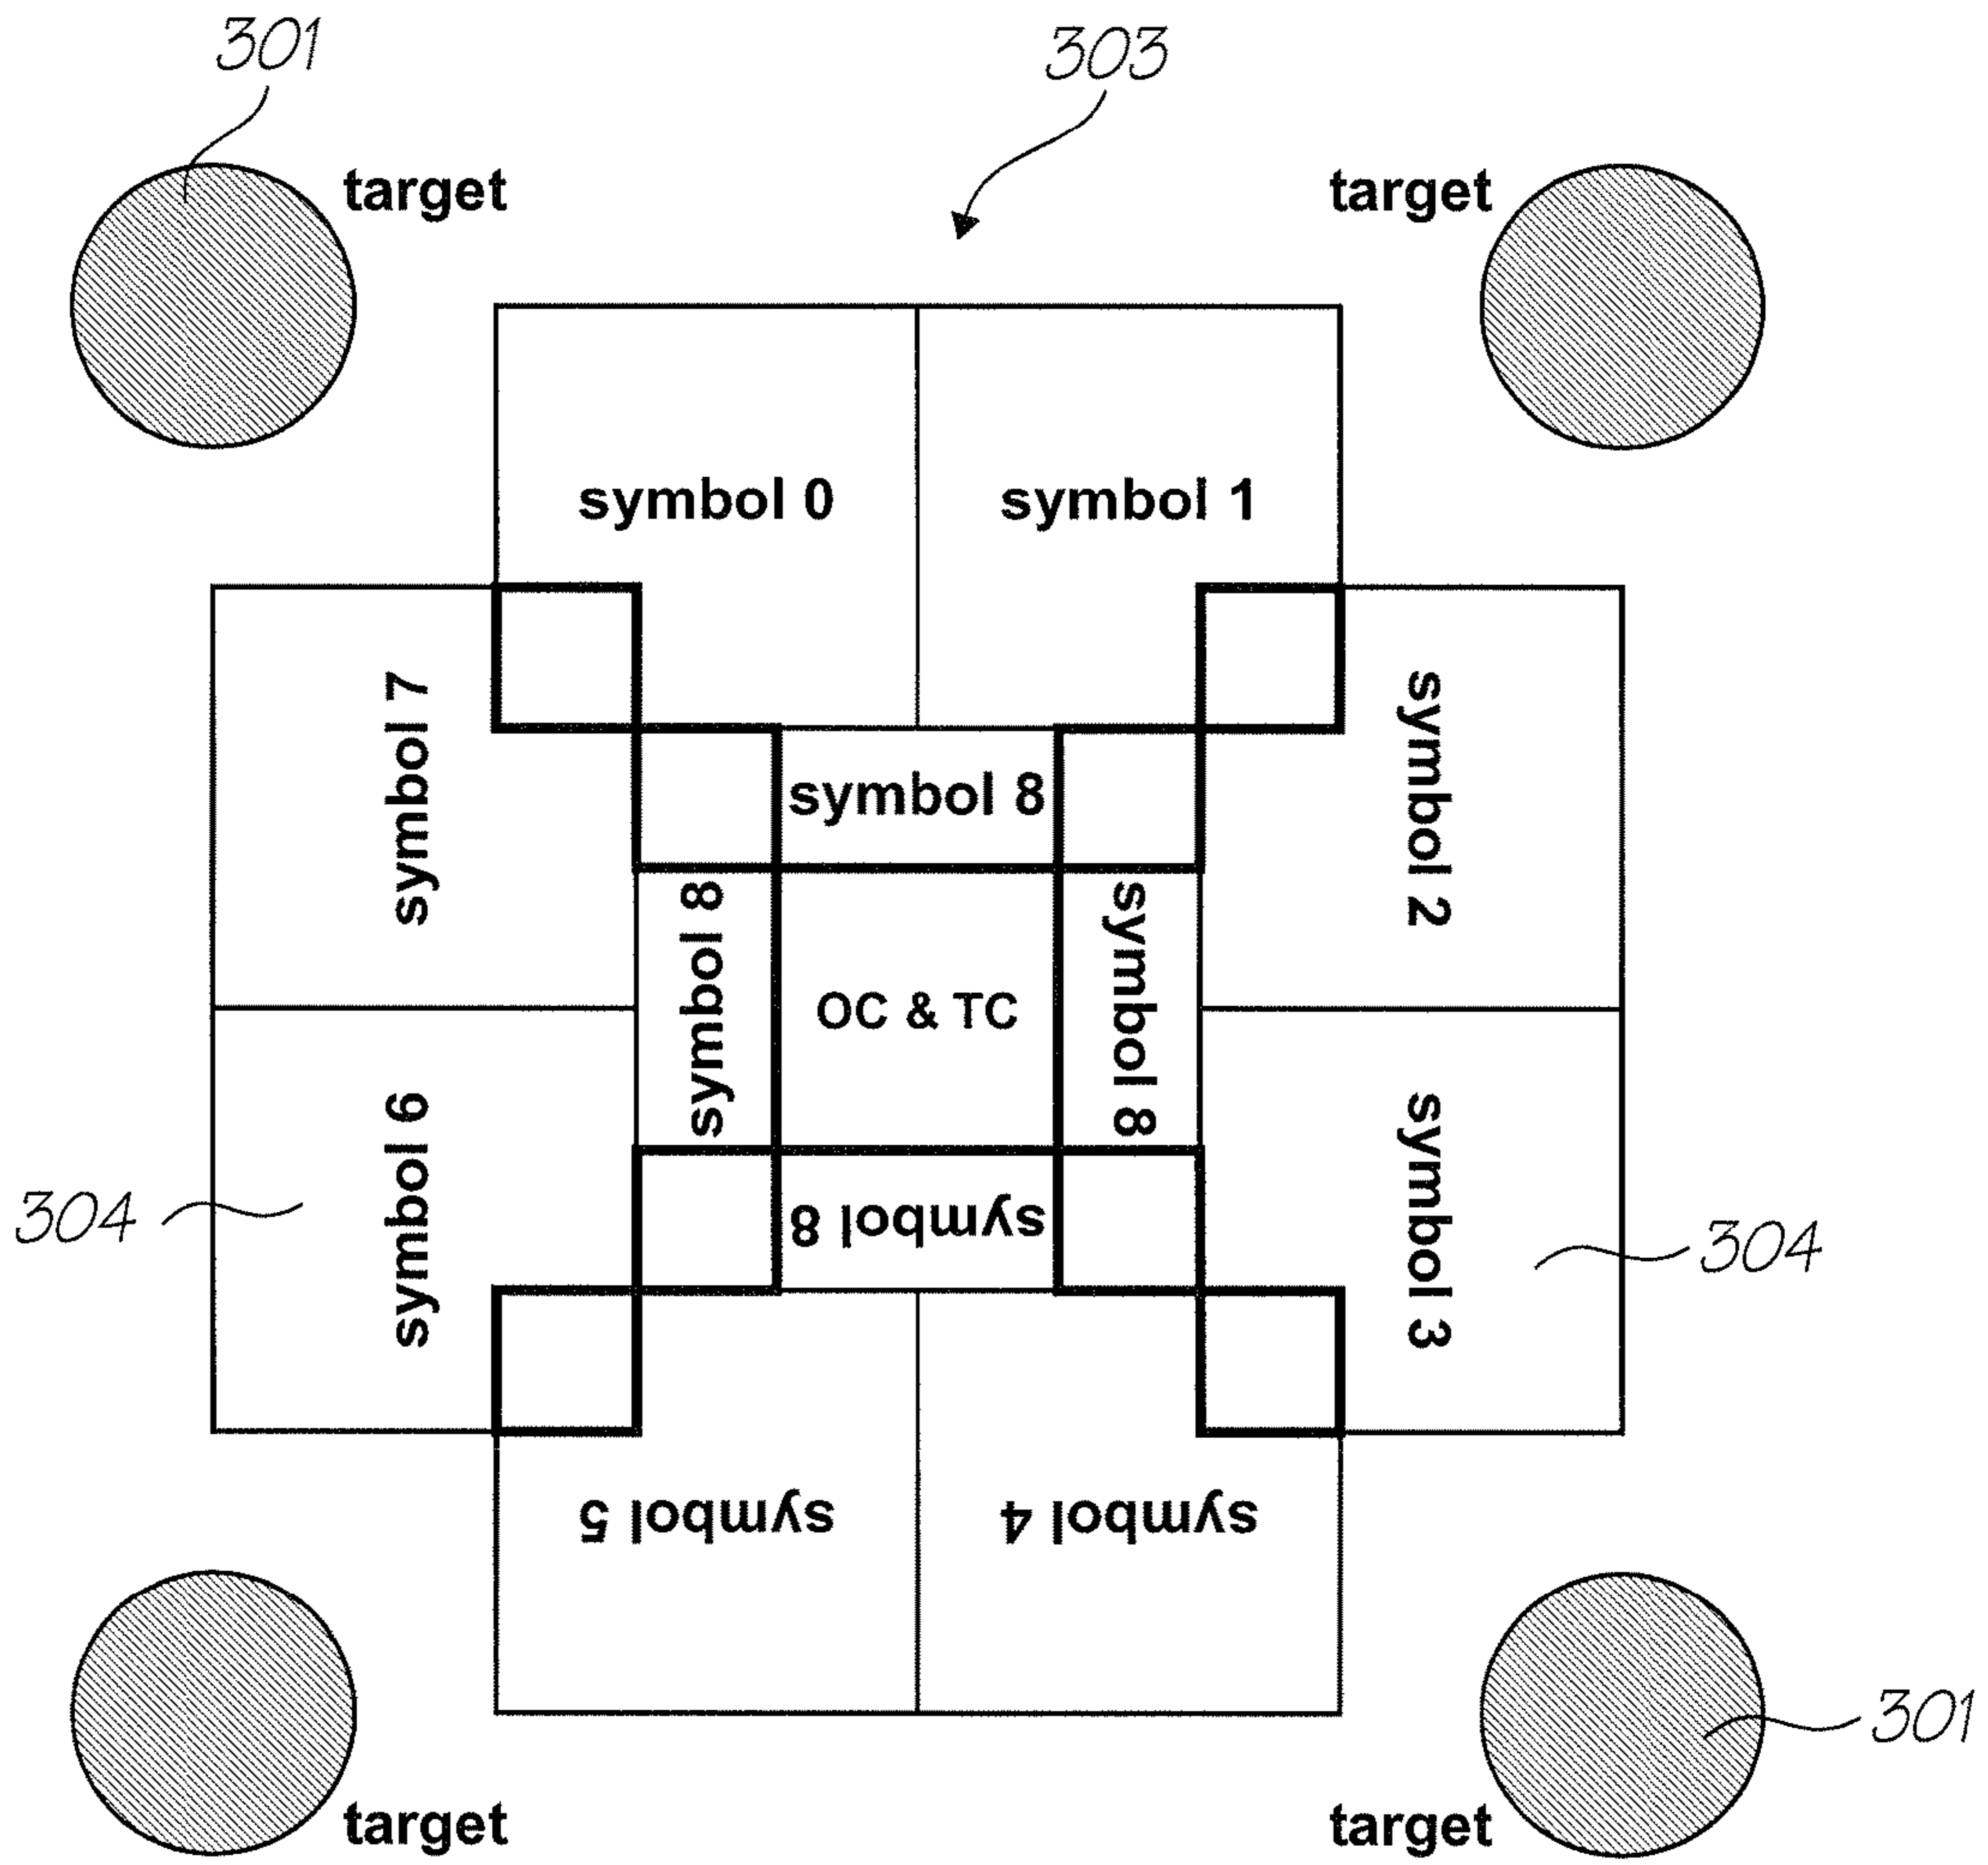 301
303
target
target
symbol 0
symbol 1
symbol 7
symbol 2
symbol 8
symbol 8
OC & TC
symbol 8
symbol 6
symbol 3
304
symbol 8
304
symbol 5
symbol 4
301
target
target